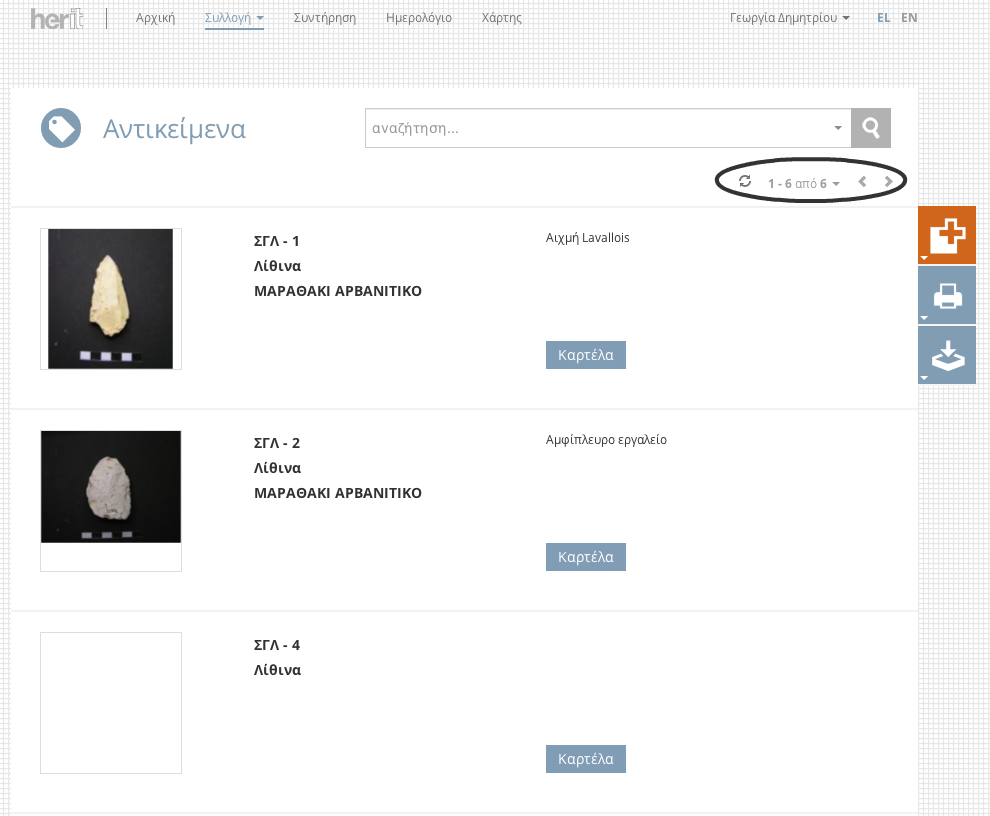 herit
Αρχική Συλλογή Συντήρηση Ημερολόγιο Χάρτης Γεωργία Δημητρίου EL EN
Αντικείμενα αναζήτηση...
1 - 6 από 6
ΣΓΛ - 1 Αιχμή Lavallois
Λίθινα
ΜΑΡΑΘΑΚΙ ΑΡΒΑΝΙΤΙΚΟ
Καρτέλα
ΣΓΛ - 2 Αμφίπλευρο εργαλείο
Λίθινα
ΜΑΡΑΘΑΚΙ ΑΡΒΑΝΙΤΙΚΟ
Καρτέλα
ΣΓΛ - 4
Λίθινα
Καρτέλα